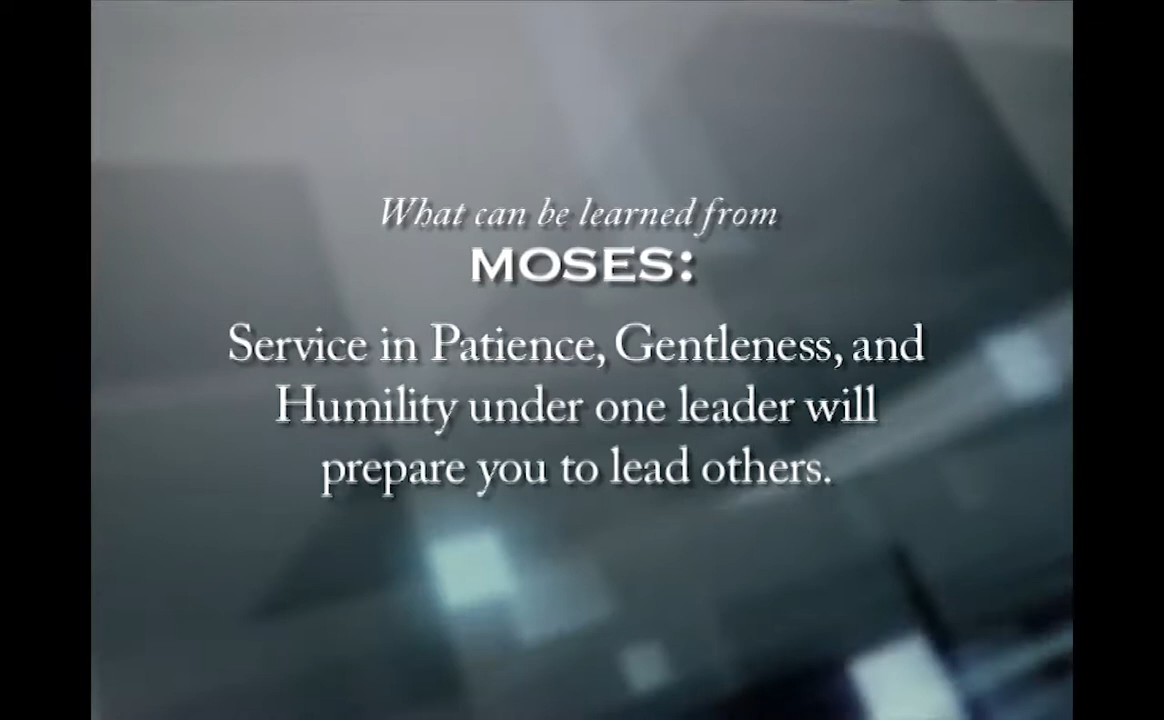 What can be learned from
MOSES:
Service in Patience, Gentleness, and
Humility under one leader will
prepare you to lead others.